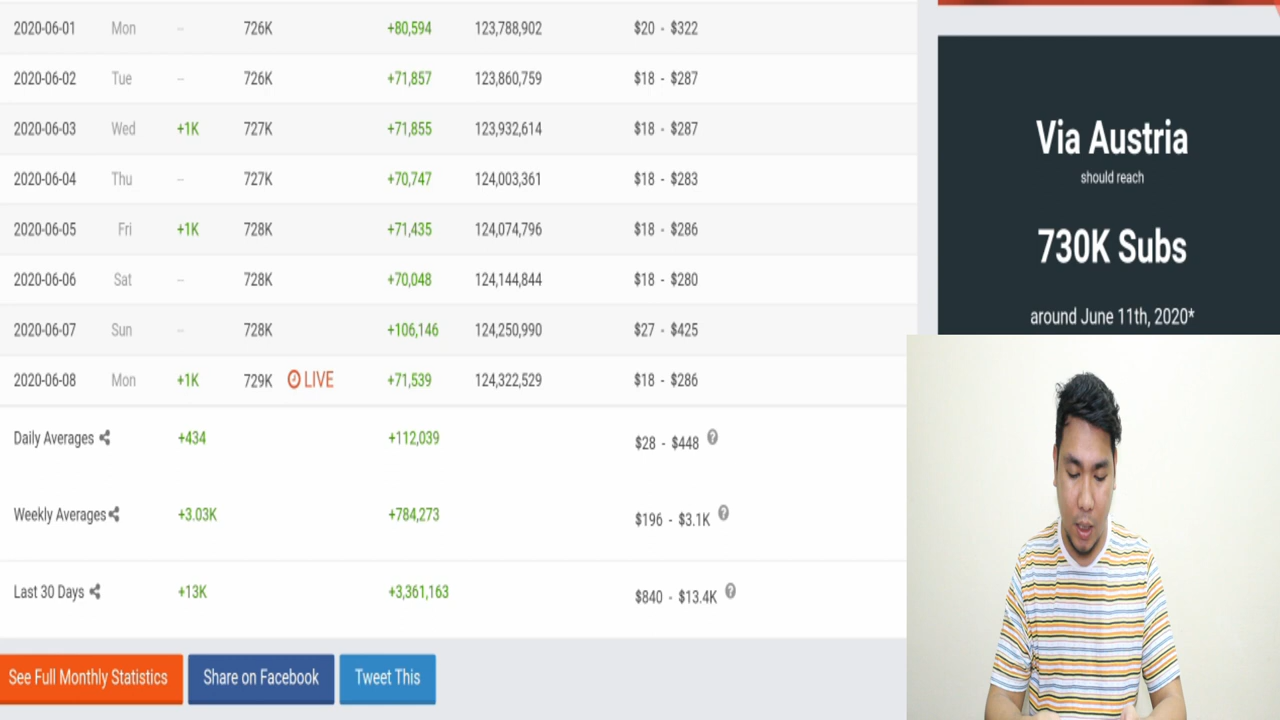 2020-06-01 Mon -- 726K +80,594 123,788,902 $20 - $322
2020-06-02 Tue -- 726K +71,857 123,860,759 $18 - $287
2020-06-03 Wed +1K 727K +71,855 123,932,614 $18 - $287
2020-06-04 Thu -- 727K +70,747 124,003,361 $18 - $283
2020-06-05 Fri +1K 728K +71,435 124,074,796 $18 - $286
2020-06-06 Sat -- 728K +70,048 124,144,844 $18 - $280
2020-06-07 Sun -- 728K +106,146 124,250,990 $27 - $425
2020-06-08 Mon +1K 729K LIVE +71,539 124,322,529 $18 - $286
Daily Averages +434 +112,039 $28 - $448 ?
Weekly Averages +3.03K +784,273 $196 - $3.1K ?
Last 30 Days +13K +3,361,163 $840 - $13.4K ?
See Full Monthly Statistics Share on Facebook Tweet This
Via Austria
should reach
730K Subs
around June 11th, 2020*